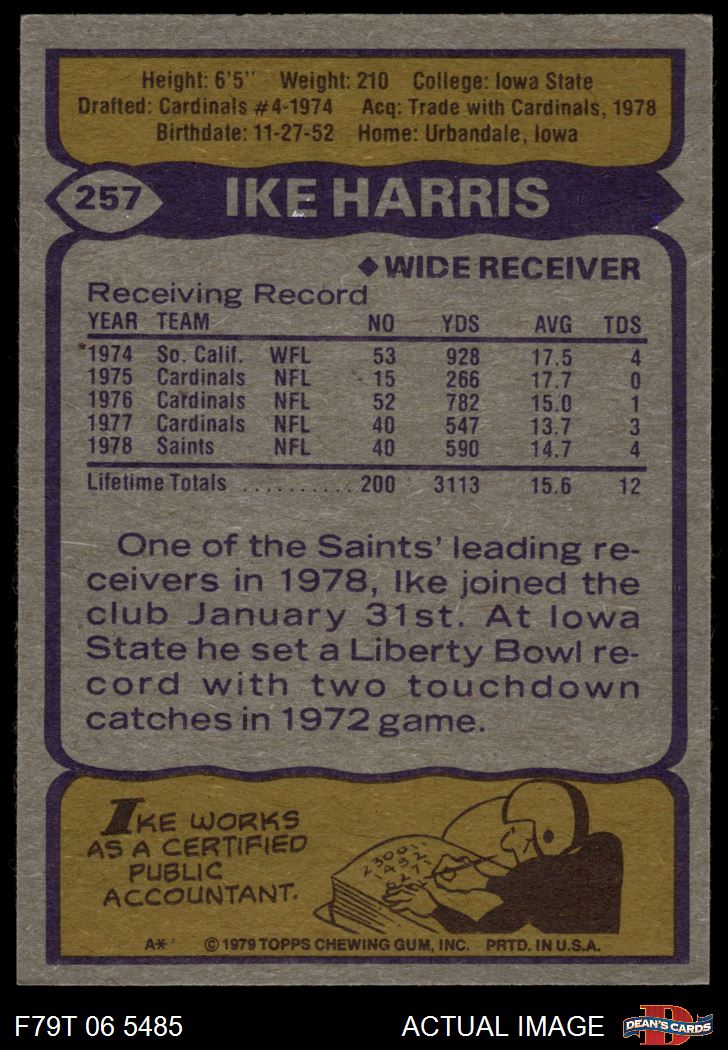 Height: 6'5" Weight: 210 College: Iowa State
Drafted: Cardinals #4-1974 Acq: Trade with Cardinals, 1978
Birthdate: 11-27-52 Home: Urbandale, Iowa
257 IKE HARRIS
◆ WIDE RECEIVER
Receiving Record
YEAR TEAM NO YDS AVG TDS
1974 So. Calif. WFL 53 928 17.5 4
1975 Cardinals NFL 15 266 17.7 0
1976 Cardinals NFL 52 782 15.0 1
1977 Cardinals NFL 40 547 13.7 3
1978 Saints NFL 40 590 14.7 4
Lifetime Totals .......... 200 3113 15.6 12
One of the Saints' leading re-
ceivers in 1978, Ike joined the
club January 31st. At Iowa
State he set a Liberty Bowl re-
cord with two touchdown
catches in 1972 game.
IKE WORKS
AS A CERTIFIED
PUBLIC
ACCOUNTANT.
A* © 1979 TOPPS CHEWING GUM, INC. PRTD. IN U.S.A.
F79T 06 5485 ACTUAL IMAGE DEAN'S CARDS